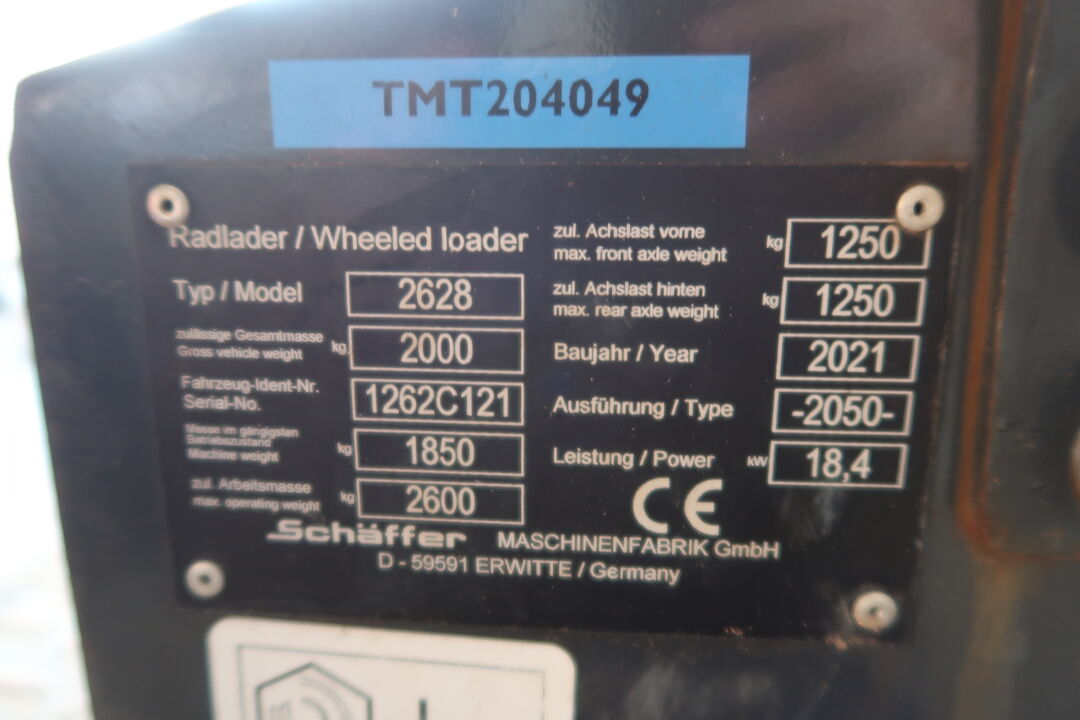 TMT204049
Radlader / Wheeled loader
Typ / Model 2628
zulässige Gesamtmasse
Gross vehicle weight kg. 2000
Fahrzeug-Ident-Nr.
Serial-No. 1262C121
Masse im gängigsten
Betriebszustand
Machine weight kg 1850
zul. Arbeitsmasse
max. operating weight kg 2600
zul. Achslast vorne
max. front axle weight kg 1250
zul. Achslast hinten
max. rear axle weight kg 1250
Baujahr / Year 2021
Ausführung / Type -2050-
Leistung / Power kW 18,4
CE
Schäffer MASCHINENFABRIK GmbH
D - 59591 ERWITTE / Germany